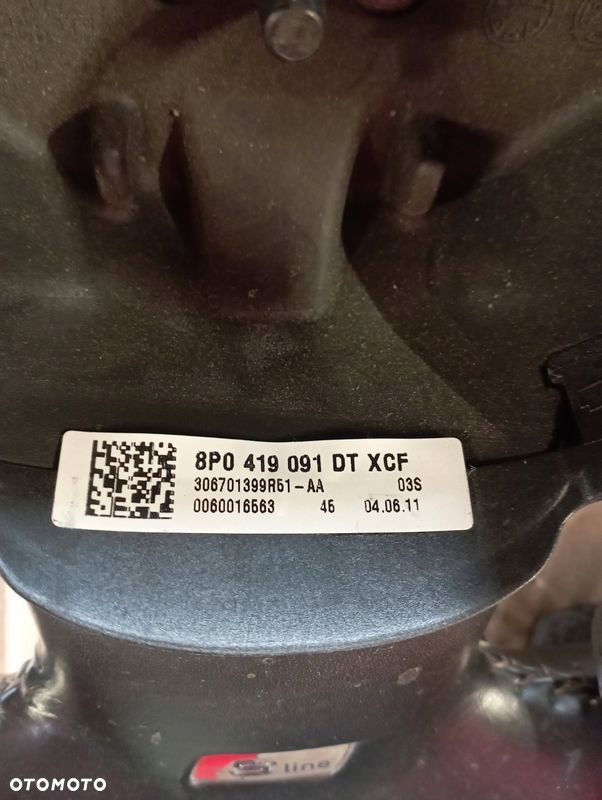 8P0 419 091 DT XCF
306701399R51-AA 03S
0060016563 45 04.06.11
S line
OTOMOTO